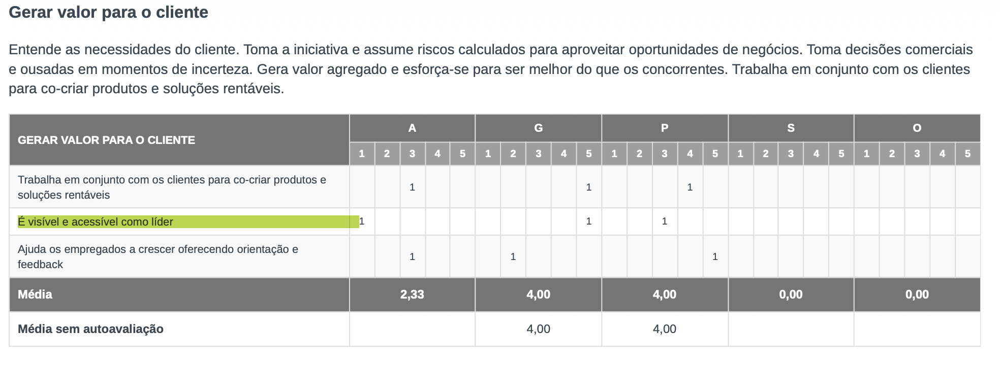 Gerar valor para o cliente
Entende as necessidades do cliente. Toma a iniciativa e assume riscos calculados para aproveitar oportunidades de negócios. Toma decisões comerciais
e ousadas em momentos de incerteza. Gera valor agregado e esforça-se para ser melhor do que os concorrentes. Trabalha em conjunto com os clientes
para co-criar produtos e soluções rentáveis.
GERAR VALOR PARA O CLIENTE
A G P S O
1 2 3 4 5 1 2 3 4 5 1 2 3 4 5 1 2 3 4 5 1 2 3 4 5
Trabalha em conjunto com os clientes para co-criar produtos e
soluções rentáveis
1 1 1
É visível e acessível como líder 1 1 1
Ajuda os empregados a crescer oferecendo orientação e
feedback
1 1 1
Média 2,33 4,00 4,00 0,00 0,00
Média sem autoavaliação 4,00 4,00